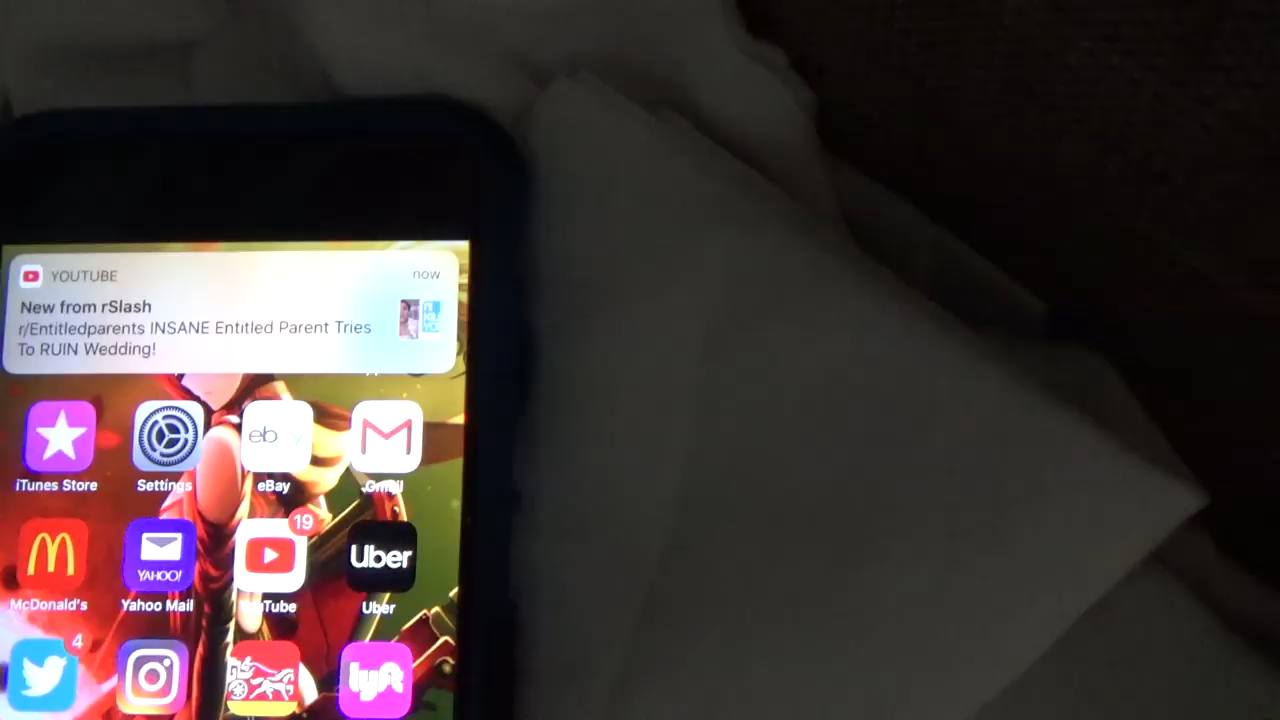 YOUTUBE
now
New from rSlash
r/Entitledparents INSANE Entitled Parent Tries
To RUIN Wedding!
iTunes Store
Settings
eb
eBay
Gmail
McDonald's
YAHOO!
Yahoo Mail
19
YouTube
Uber
Uber
4
lyft